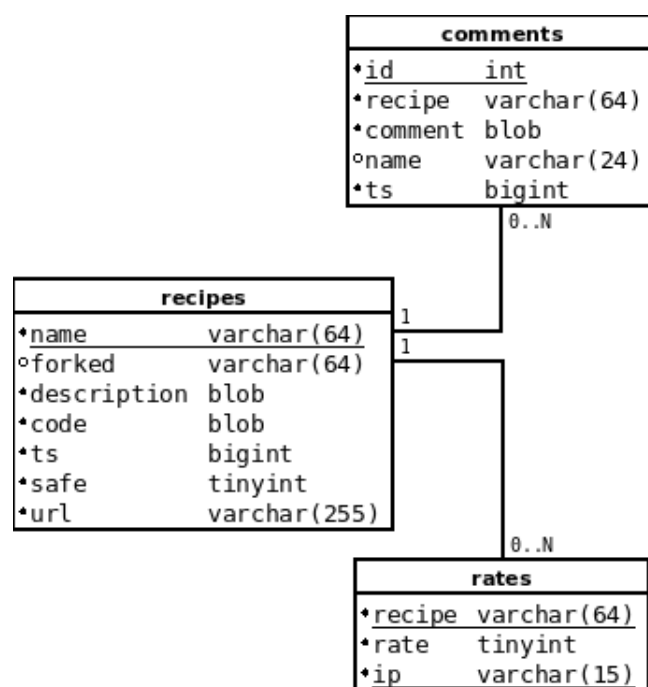 comments
id int
recipe varchar(64)
comment blob
name varchar(24)
ts bigint
0..N
recipes
name varchar(64)
forked varchar(64)
description blob
code blob
ts bigint
safe tinyint
url varchar(255)
1
1
0..N
rates
recipe varchar(64)
rate tinyint
ip varchar(15)